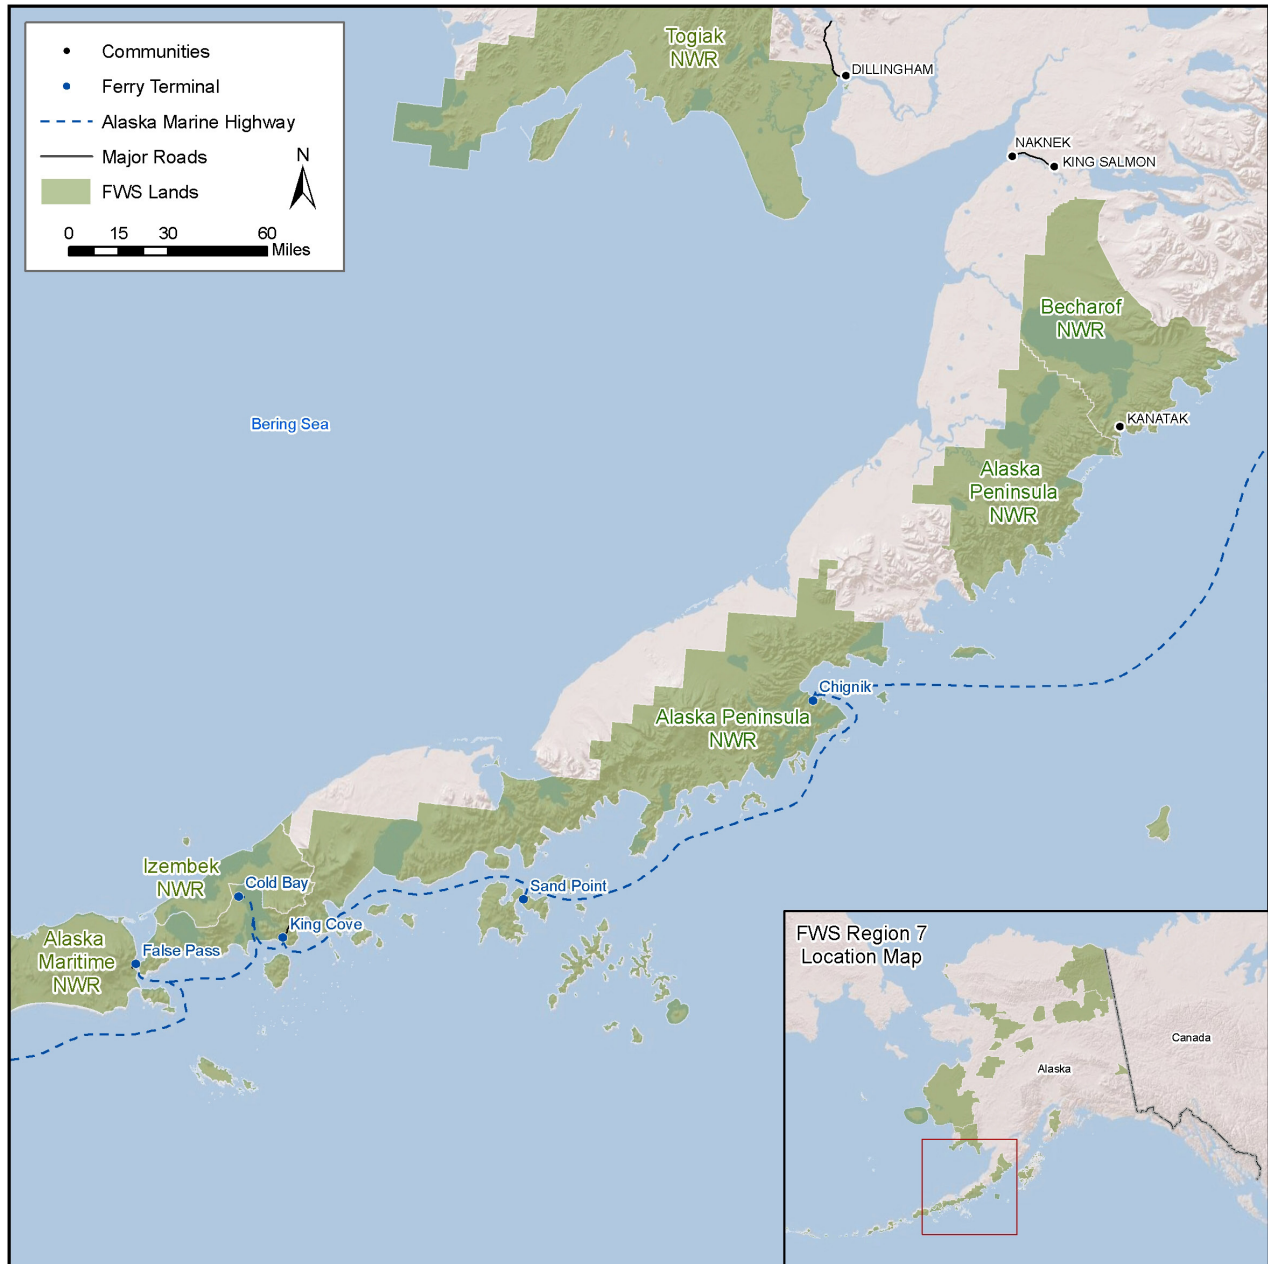 Communities
Ferry Terminal
Alaska Marine Highway
Major Roads
FWS Lands
N
0 15 30 60
Miles
Togiak
NWR
DILLINGHAM
NAKNEK
KING SALMON
Becharof
NWR
KANATAK
Bering Sea
Alaska
Peninsula
NWR
Chignik
Alaska Peninsula
NWR
Izembek
NWR
Cold Bay
Sand Point
King Cove
False Pass
Alaska
Maritime
NWR
FWS Region 7
Location Map
Canada
Alaska